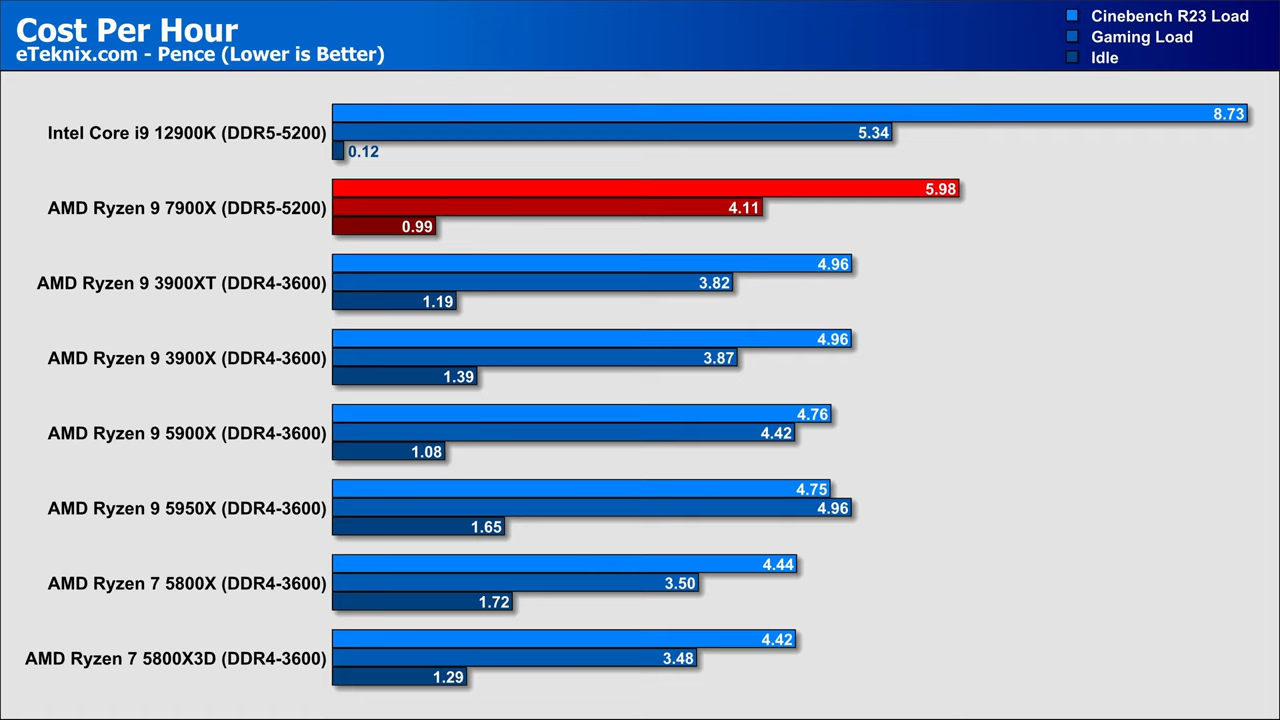 Cost Per Hour
eTeknix.com - Pence (Lower is Better)
Cinebench R23 Load
Gaming Load
Idle
Intel Core i9 12900K (DDR5-5200)
8.73
5.34
0.12
AMD Ryzen 9 7900X (DDR5-5200)
5.98
4.11
0.99
AMD Ryzen 9 3900XT (DDR4-3600)
4.96
3.82
1.19
AMD Ryzen 9 3900X (DDR4-3600)
4.96
3.87
1.39
AMD Ryzen 9 5900X (DDR4-3600)
4.76
4.42
1.08
AMD Ryzen 9 5950X (DDR4-3600)
4.75
4.96
1.65
AMD Ryzen 7 5800X (DDR4-3600)
4.44
3.50
1.72
AMD Ryzen 7 5800X3D (DDR4-3600)
4.42
3.48
1.29